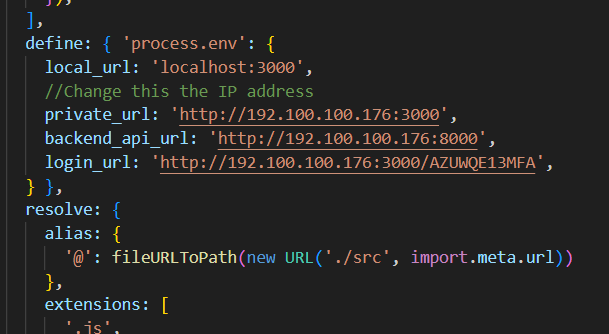 }),
],
define: { 'process.env': {
local_url: 'localhost:3000',
//Change this the IP address
private_url: 'http://192.100.100.176:3000',
backend_api_url: 'http://192.100.100.176:8000',
login_url: 'http://192.100.100.176:3000/AZUWQE13MFA',
} },
resolve: {
alias: {
'@': fileURLToPath(new URL('./src', import.meta.url))
},
extensions: [
'.js',